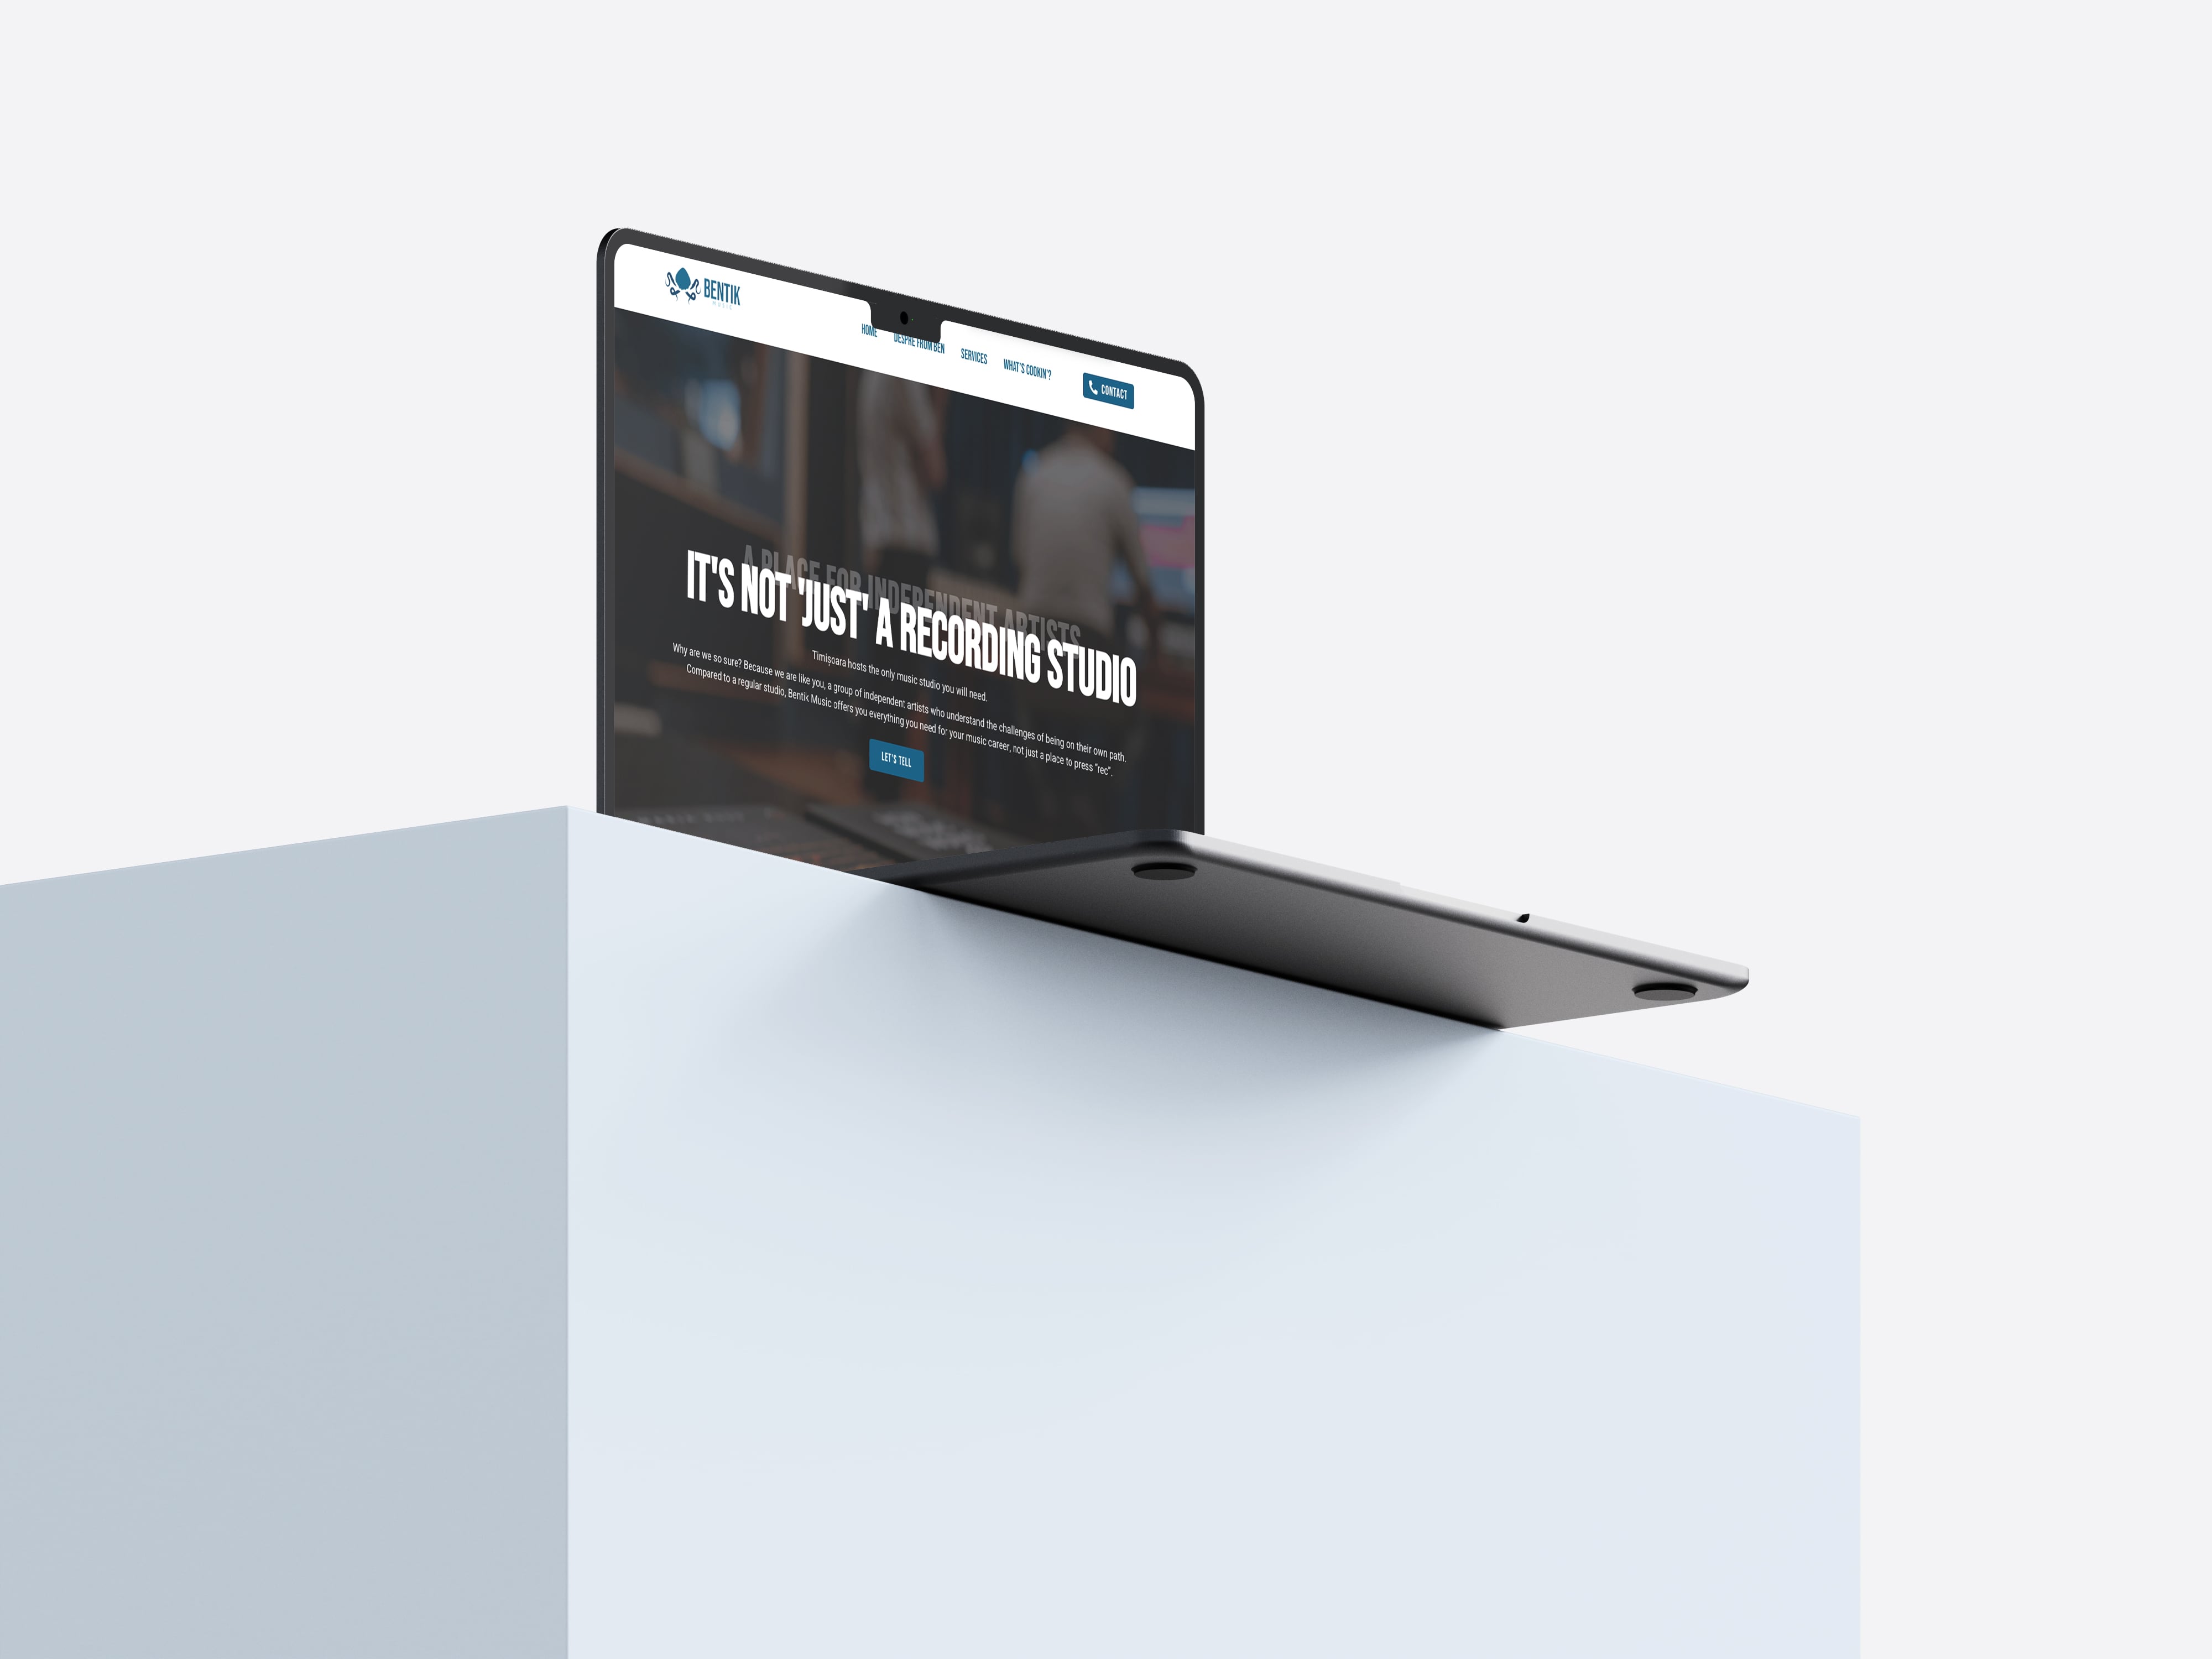 BENTIK
HOME
DESPRE FROM BEN
SERVICES
WHAT'S COOKIN'?
CONTACT
A PLACE FOR INDEPENDENT ARTISTS
IT'S NOT 'JUST' A RECORDING STUDIO
Timișoara hosts the only music studio you will need.
Why are we so sure? Because we are like you, a group of independent artists who understand the challenges of being on their own path.
Compared to a regular studio, Bentik Music offers you everything you need for your music career, not just a place to press "rec".
LET'S TELL